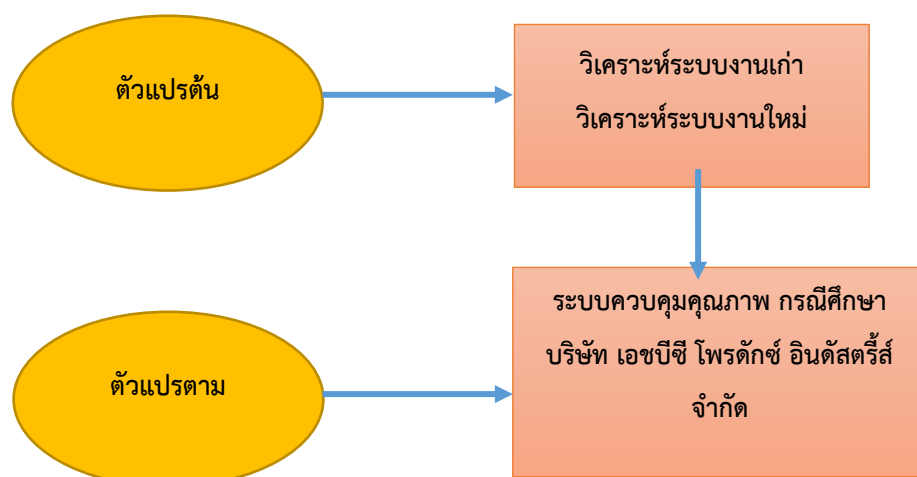 ตัวแปรต้น
วิเคราะห์ระบบงานเก่า
วิเคราะห์ระบบงานใหม่
ตัวแปรตาม
ระบบควบคุมคุณภาพ กรณีศึกษา
บริษัท เอชบีซี โพรดักซ์ อินดัสตรี้ส์
จำกัด